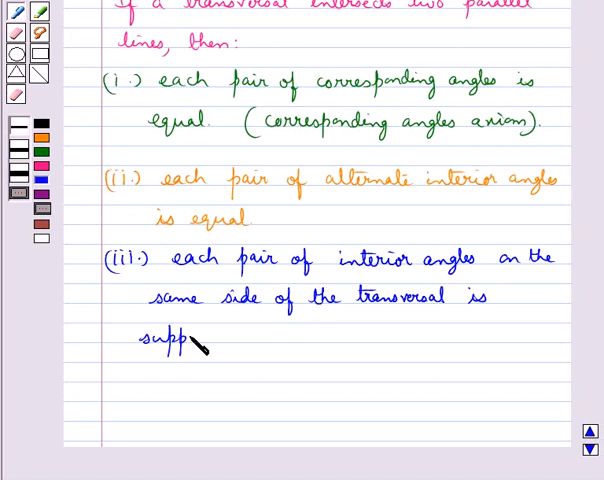 If a transversal intersects two parallel
lines, then:
(i.) each pair of corresponding angles is
equal. (corresponding angles axiom).
(ii.) each pair of alternate interior angles
is equal.
(iii.) each pair of interior angles on the
same side of the transversal is
supp